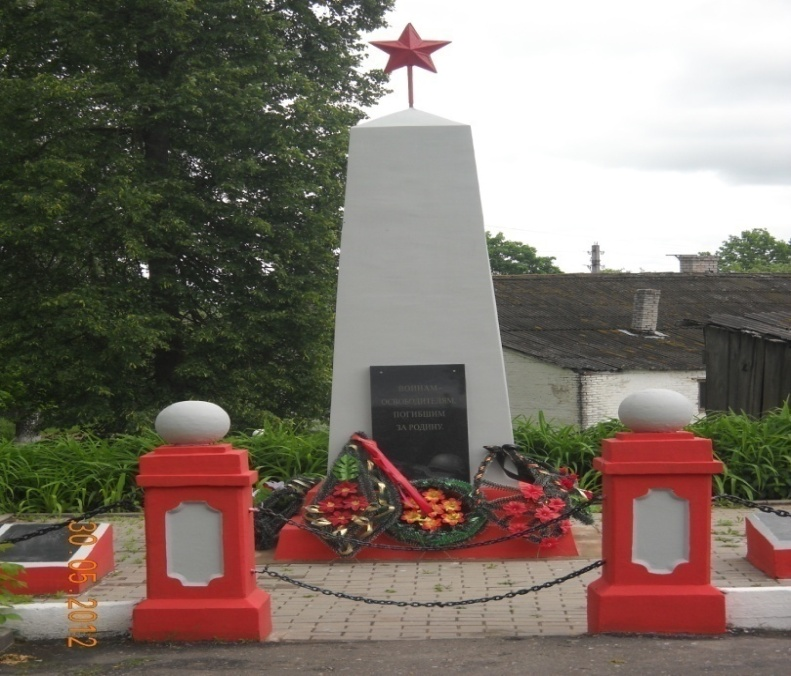 ВОИНАМ-
ОСВОБОДИТЕЛЯМ
ПОГИБШИМ
ЗА РОДИНУ
30 05 2012